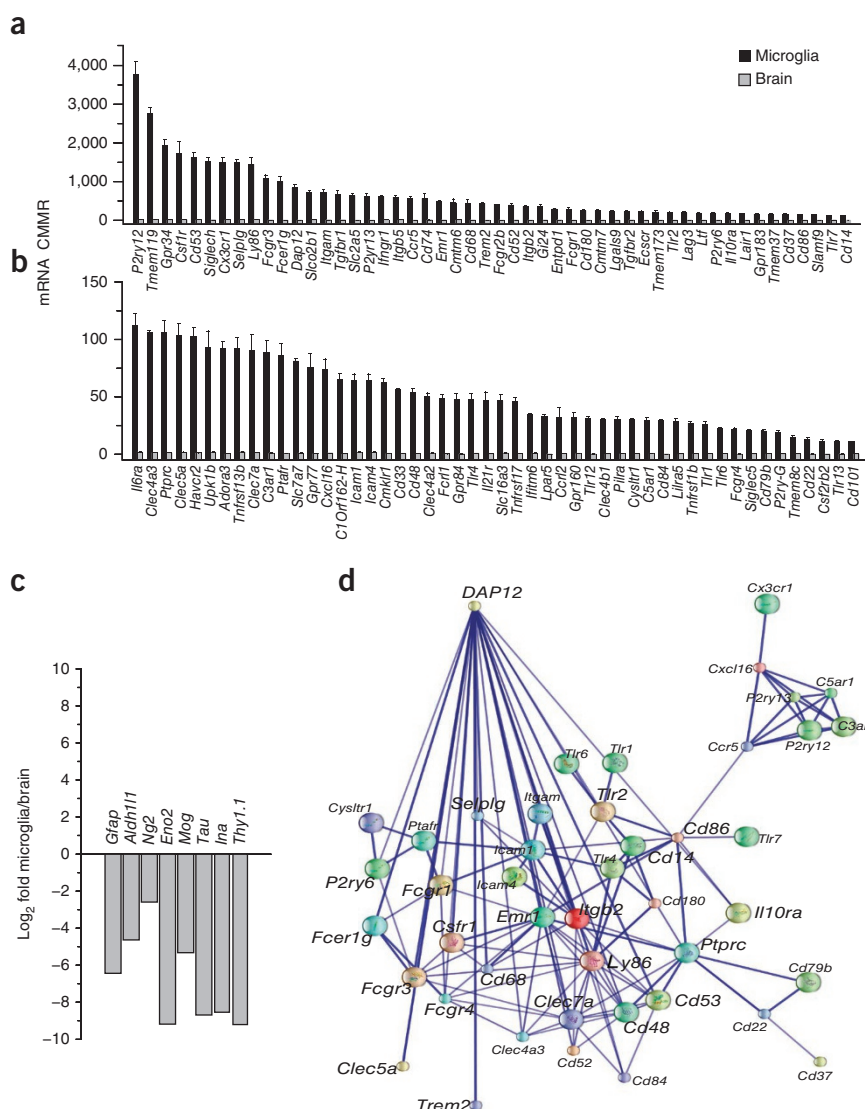 a
4,000
3,000
2,000
1,000
0
Microglia
Brain
mRNA CMMR
P2ry12
Tmem119
Gpr34
Csf1r
Cd53
Siglech
Cx3cr1
Selplg
Ly86
Fcgr3
Fcer1g
Dap12
Slco2b1
Itgam
Tgfbr1
Slc2a5
P2yr13
Ifngr1
Itgb5
Ccr5
Cd74
Emr1
Cmtm6
Cd68
Trem2
Fcgr2b
Cd52
Itgb2
Gi24
Entpd1
Fcgr1
Cd180
Cmtm7
Lgals9
Tgfbr2
Ecscr
Tmem173
Tlr2
Lag3
Ltf
P2ry6
Il10ra
Lair1
Gpr183
Tmem37
Cd37
Cd86
Slamf9
Tlr7
Cd14
b
150
100
50
0
Il6ra
Clec4a3
Ptprc
Clec5a
Havcr2
Upk1b
Adora3
Tnfrsf13b
Clec7a
C3ar1
Ptafr
Slc7a7
Gpr77
Cxcl16
C1Orf162-H
Icam1
Icam4
Cmklr1
Cd33
Cd48
Clec4a2
Fcrl1
Gpr84
Tlr4
Il21r
Slc16a3
Tnfrsf17
Ifitm6
Lpar5
Ccrl2
Gpr160
Tlr12
Clec4b1
Pilra
Cysltr1
C5ar1
Cd84
Lilra5
Tnfrsf1b
Tlr1
Tlr6
Fcgr4
Siglec5
Cd79b
P2ry-G
Tmem8c
Cd22
Csf2rb2
Tlr13
Cd101
c
10
8
6
4
2
0
−2
−4
−6
−8
−10
Log2 fold microglia/brain
Gfap
Aldh1l1
Ng2
Eno2
Mog
Tau
Ina
Thy1.1
d
DAP12
Cx3cr1
Cxcl16
C5ar1
P2ry13
C3ar
P2ry12
Ccr5
Tlr6
Tlr1
Cysltr1
Selplg
Itgam
Tlr2
Ptafr
Cd86
Icam1
Tlr7
P2ry6
Tlr4
Cd14
Fcgr1
Icam4
Cd180
Il10ra
Emr1
Itgb2
Fcer1g
Csfr1
Ptprc
Ly86
Cd79b
Fcgr3
Cd68
Clec7a
Cd53
Fcgr4
Cd48
Cd22
Clec4a3
Cd52
Clec5a
Cd84
Cd37
Trem2